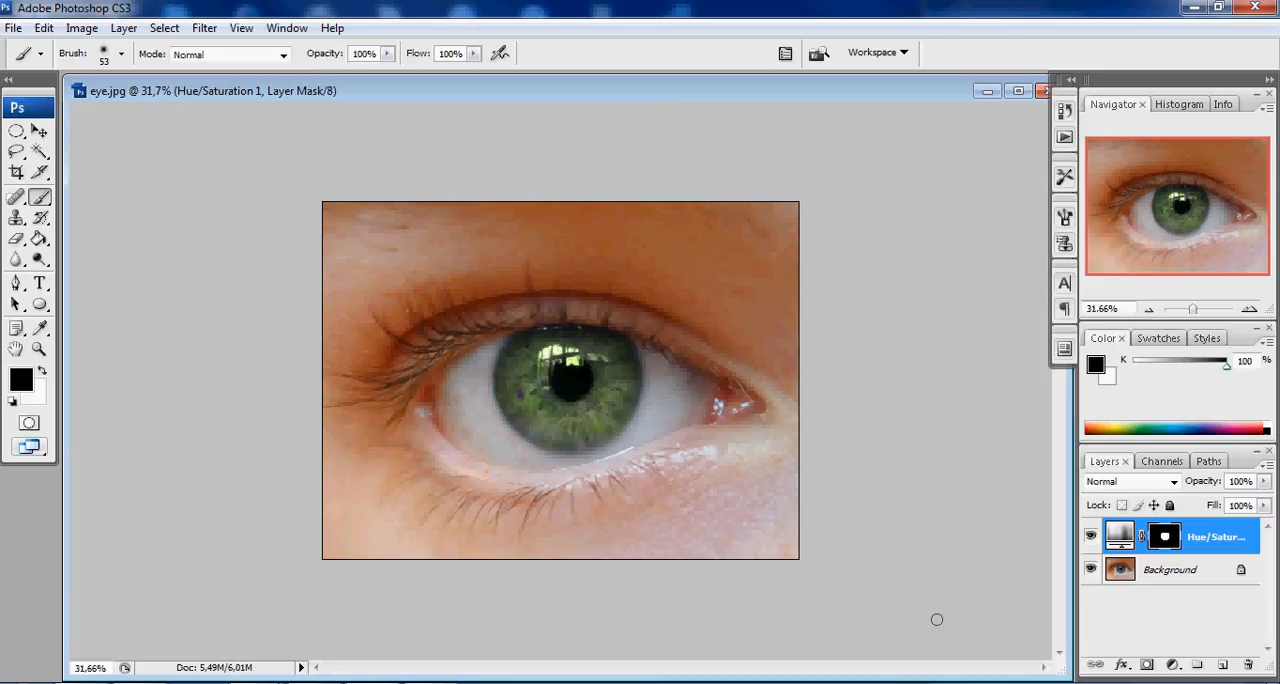 Ps Adobe Photoshop CS3
File Edit Image Layer Select Filter View Window Help
Brush: 53 Mode: Normal Opacity: 100% Flow: 100% Workspace
eye.jpg @ 31,7% (Hue/Saturation 1, Layer Mask/8)
Ps
T
Navigator Histogram Info
31.66%
Color Swatches Styles
K 100 %
A
Layers Channels Paths
Normal Opacity: 100%
Lock: Fill: 100%
Hue/Satur...
Background
fx
31,66% Doc: 5,49M/6,01M